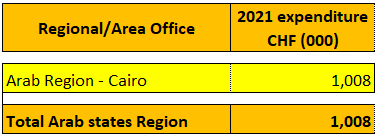 Regional/Area Office 2021 expenditure
CHF (000)
Arab Region - Cairo 1,008
Total Arab states Region 1,008